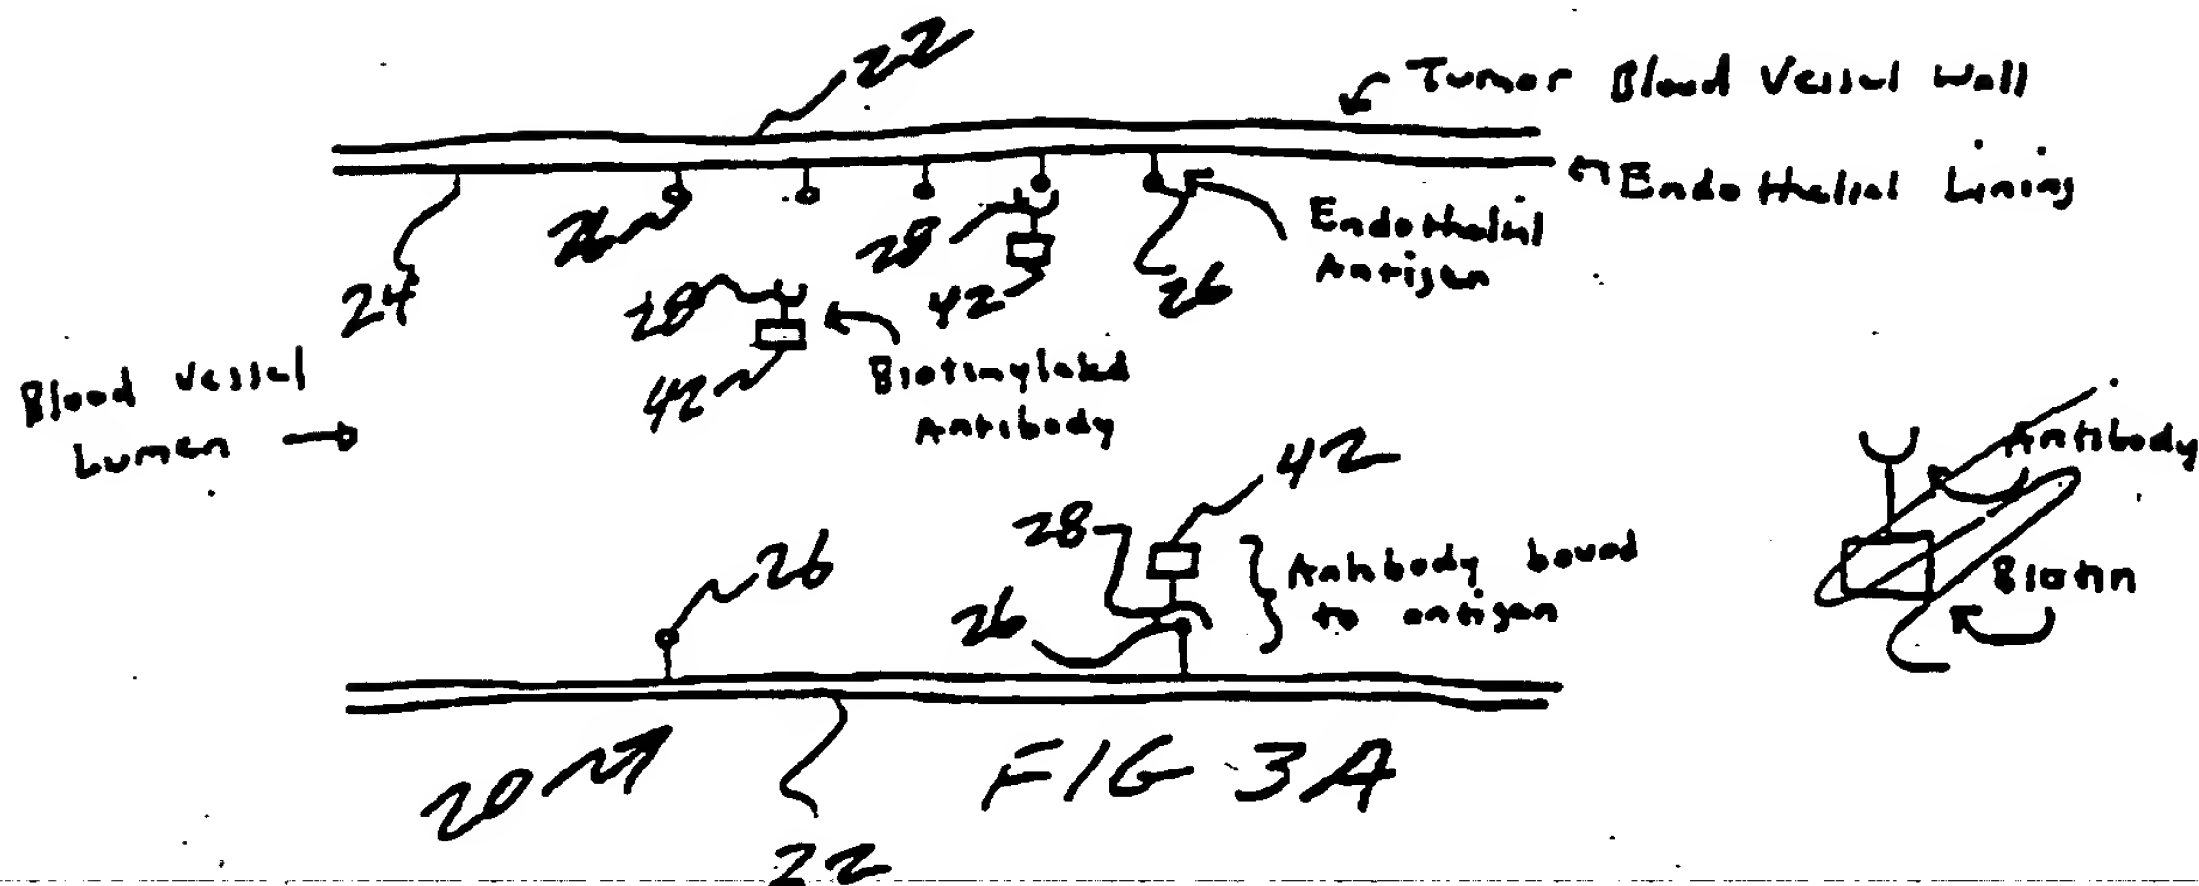 22
Tumor Blood Vessel Wall
Endothelial Lining
24
26
28
42
26
Endothelial
Antigen
28
42
Biotinylated
Antibody
Blood Vessel
Lumen
Antibody
Biotin
26
28
42
26
Antibody bound
to antigen
20
22
FIG 3A